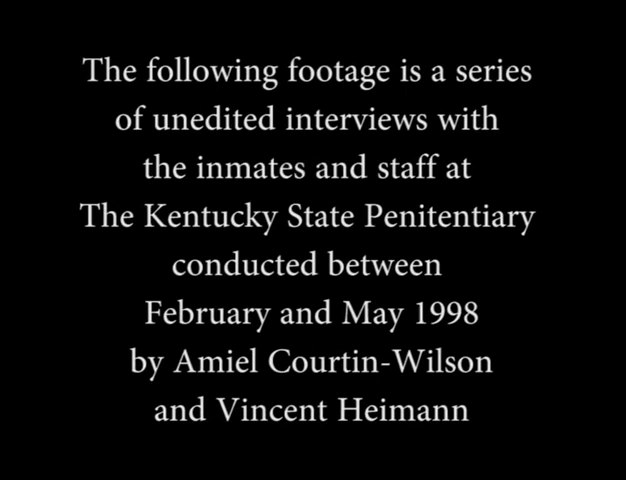 The following footage is a series
of unedited interviews with
the inmates and staff at
The Kentucky State Penitentiary
conducted between
February and May 1998
by Amiel Courtin-Wilson
and Vincent Heimann